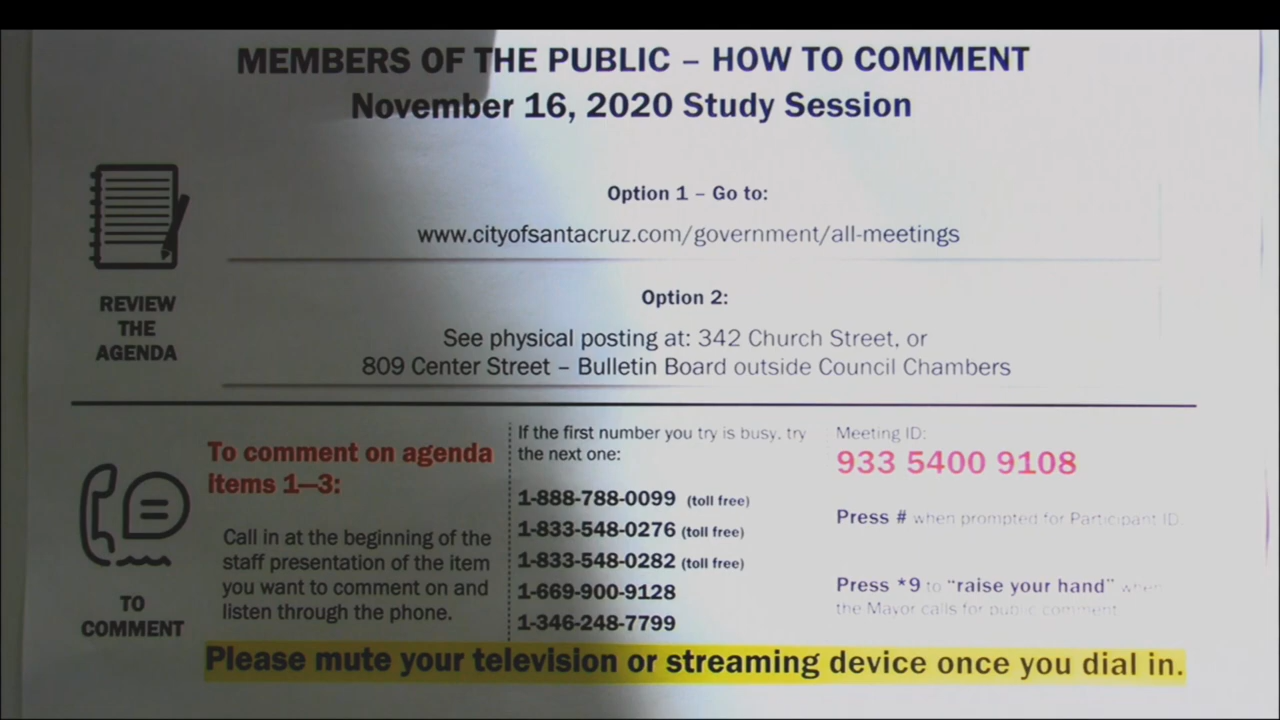 MEMBERS OF THE PUBLIC – HOW TO COMMENT
November 16, 2020 Study Session
Option 1 – Go to:
www.cityofsantacruz.com/government/all-meetings
REVIEW
THE
AGENDA
Option 2:
See physical posting at: 342 Church Street, or
809 Center Street – Bulletin Board outside Council Chambers
To comment on agenda
items 1—3:
Call in at the beginning of the
staff presentation of the item
you want to comment on and
listen through the phone.
TO
COMMENT
If the first number you try is busy, try
the next one:
1-888-788-0099 (toll free)
1-833-548-0276 (toll free)
1-833-548-0282 (toll free)
1-669-900-9128
1-346-248-7799
Meeting ID:
933 5400 9108
Press # when prompted for Participant ID
Press *9 to "raise your hand" when
the Mayor calls for public comment
Please mute your television or streaming device once you dial in.